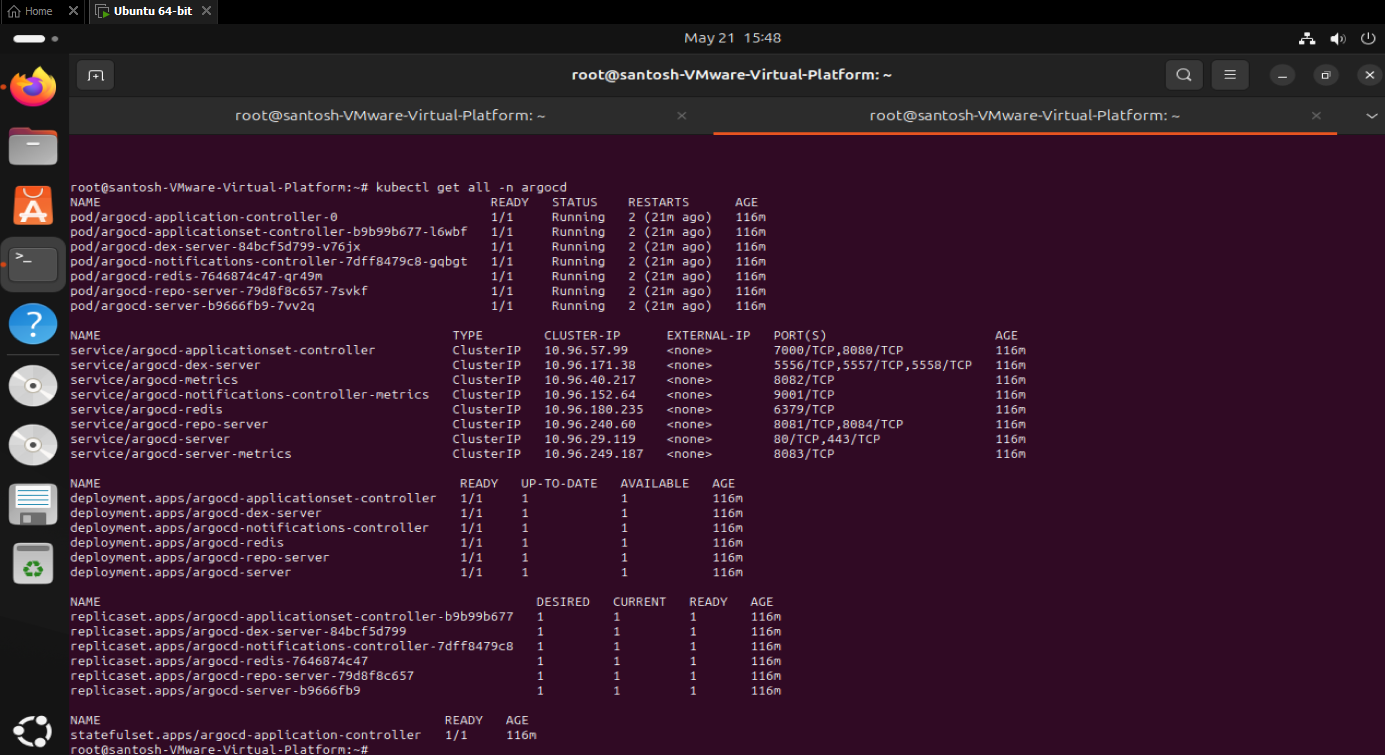 Home
Ubuntu 64-bit
May 21 15:48
root@santosh-VMware-Virtual-Platform: ~
root@santosh-VMware-Virtual-Platform: ~ root@santosh-VMware-Virtual-Platform: ~
root@santosh-VMware-Virtual-Platform:~# kubectl get all -n argocd
NAME READY STATUS RESTARTS AGE
pod/argocd-application-controller-0 1/1 Running 2 (21m ago) 116m
pod/argocd-applicationset-controller-b9b99b677-l6wbf 1/1 Running 2 (21m ago) 116m
pod/argocd-dex-server-84bcf5d799-v76jx 1/1 Running 2 (21m ago) 116m
pod/argocd-notifications-controller-7dff8479c8-gqbgt 1/1 Running 2 (21m ago) 116m
pod/argocd-redis-7646874c47-qr49m 1/1 Running 2 (21m ago) 116m
pod/argocd-repo-server-79d8f8c657-7svkf 1/1 Running 2 (21m ago) 116m
pod/argocd-server-b9666fb9-7vv2q 1/1 Running 2 (21m ago) 116m
NAME TYPE CLUSTER-IP EXTERNAL-IP PORT(S) AGE
service/argocd-applicationset-controller ClusterIP 10.96.57.99 <none> 7000/TCP,8080/TCP 116m
service/argocd-dex-server ClusterIP 10.96.171.38 <none> 5556/TCP,5557/TCP,5558/TCP 116m
service/argocd-metrics ClusterIP 10.96.40.217 <none> 8082/TCP 116m
service/argocd-notifications-controller-metrics ClusterIP 10.96.152.64 <none> 9001/TCP 116m
service/argocd-redis ClusterIP 10.96.180.235 <none> 6379/TCP 116m
service/argocd-repo-server ClusterIP 10.96.240.60 <none> 8081/TCP,8084/TCP 116m
service/argocd-server ClusterIP 10.96.29.119 <none> 80/TCP,443/TCP 116m
service/argocd-server-metrics ClusterIP 10.96.249.187 <none> 8083/TCP 116m
NAME READY UP-TO-DATE AVAILABLE AGE
deployment.apps/argocd-applicationset-controller 1/1 1 1 116m
deployment.apps/argocd-dex-server 1/1 1 1 116m
deployment.apps/argocd-notifications-controller 1/1 1 1 116m
deployment.apps/argocd-redis 1/1 1 1 116m
deployment.apps/argocd-repo-server 1/1 1 1 116m
deployment.apps/argocd-server 1/1 1 1 116m
NAME DESIRED CURRENT READY AGE
replicaset.apps/argocd-applicationset-controller-b9b99b677 1 1 1 116m
replicaset.apps/argocd-dex-server-84bcf5d799 1 1 1 116m
replicaset.apps/argocd-notifications-controller-7dff8479c8 1 1 1 116m
replicaset.apps/argocd-redis-7646874c47 1 1 1 116m
replicaset.apps/argocd-repo-server-79d8f8c657 1 1 1 116m
replicaset.apps/argocd-server-b9666fb9 1 1 1 116m
NAME READY AGE
statefulset.apps/argocd-application-controller 1/1 116m
root@santosh-VMware-Virtual-Platform:~#